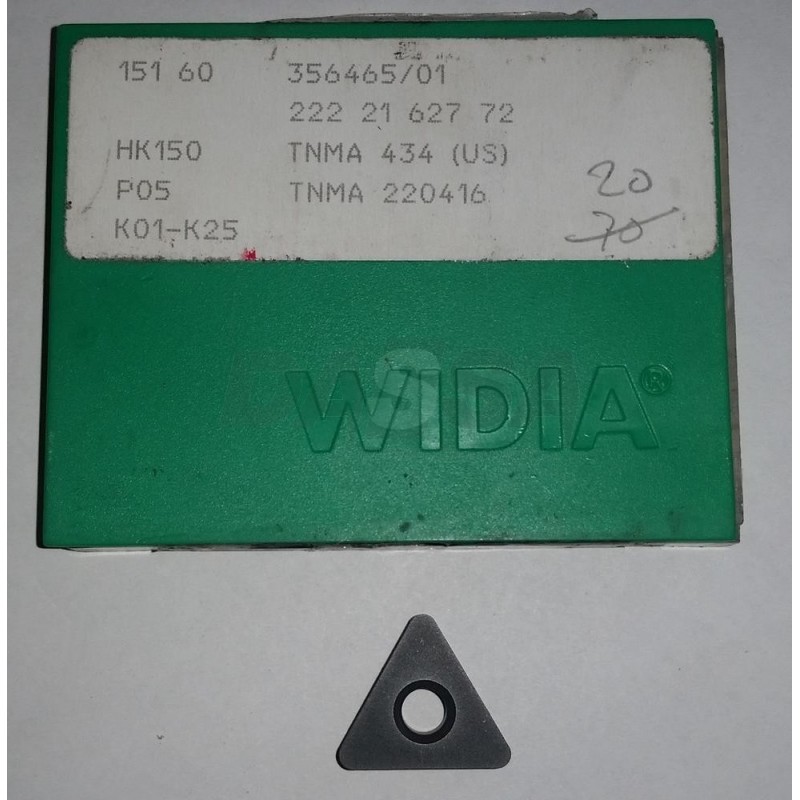 151 60 356465/01
222 21 627 72
HK150 TNMA 434 (US)
P05 TNMA 220416
K01-K25
20
70
WIDIA®